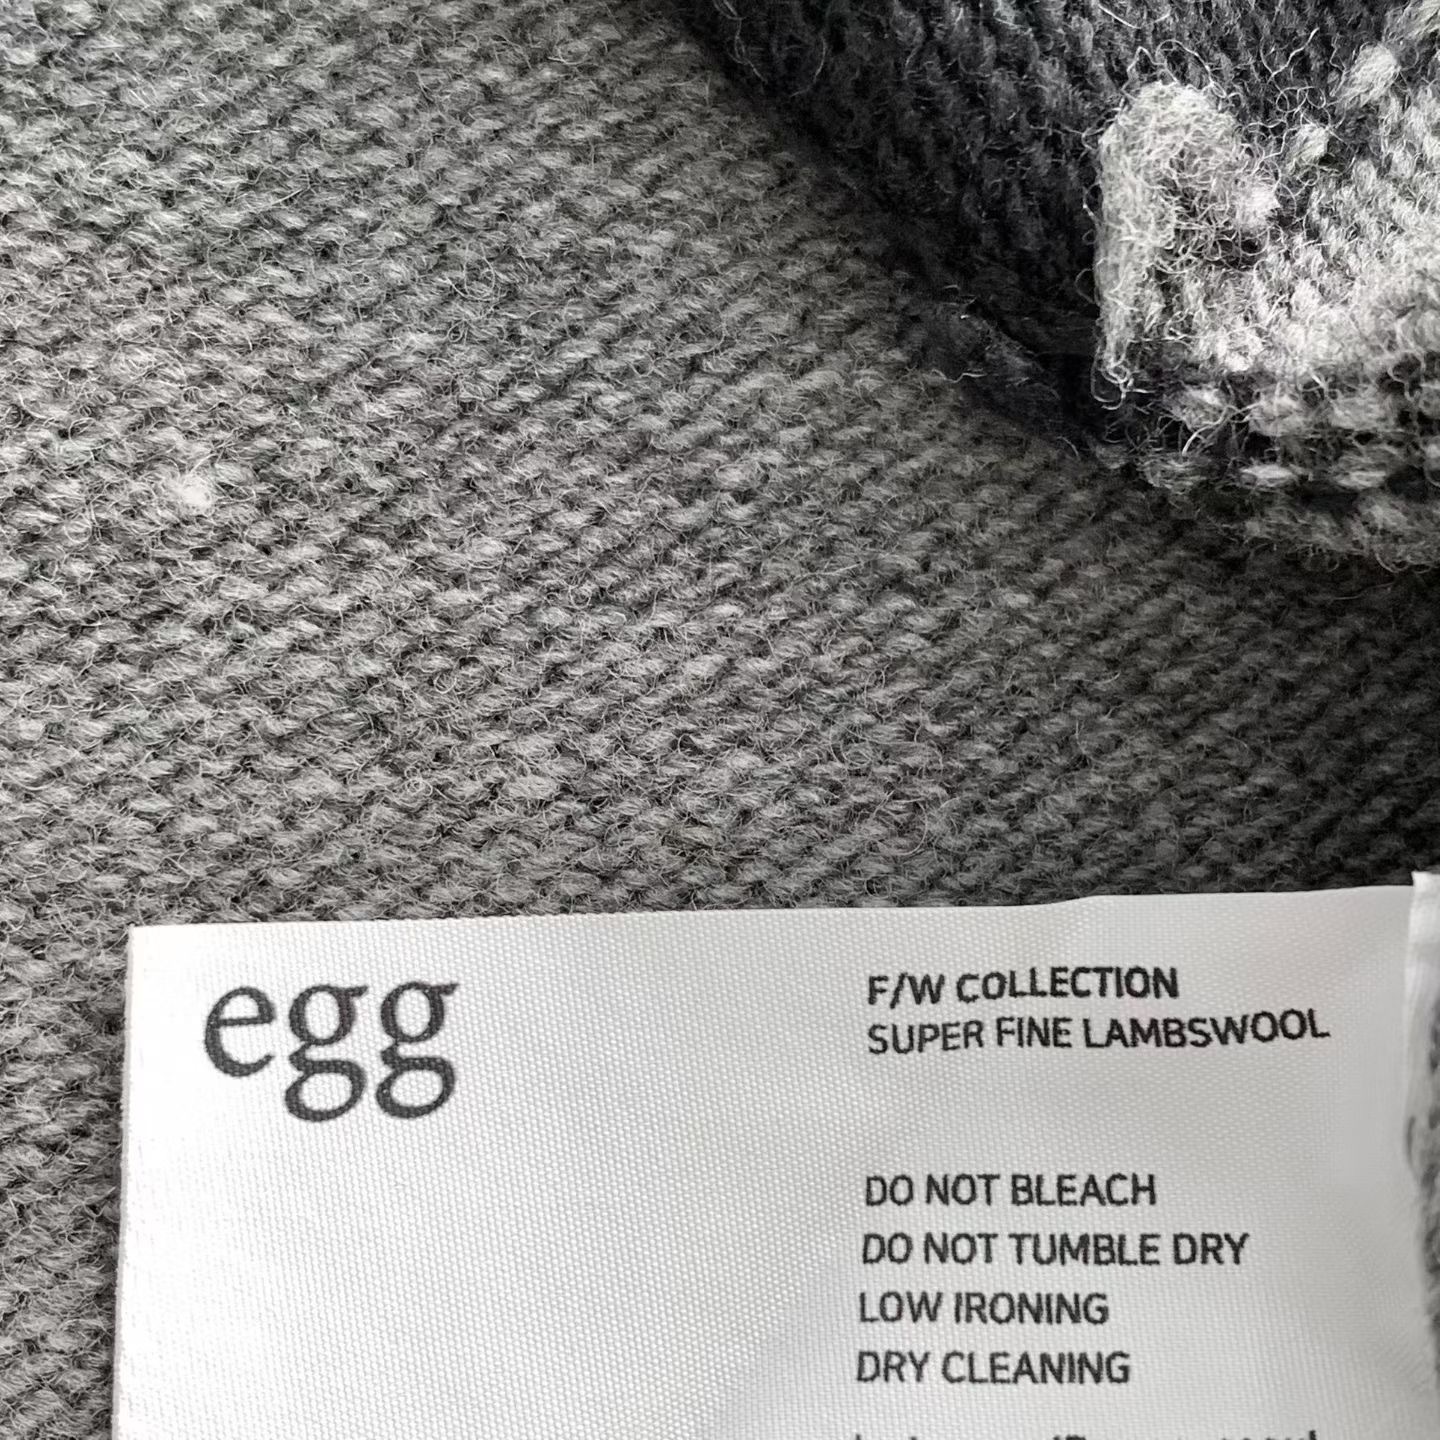 egg
F/W COLLECTION
SUPER FINE LAMBSWOOL
DO NOT BLEACH
DO NOT TUMBLE DRY
LOW IRONING
DRY CLEANING